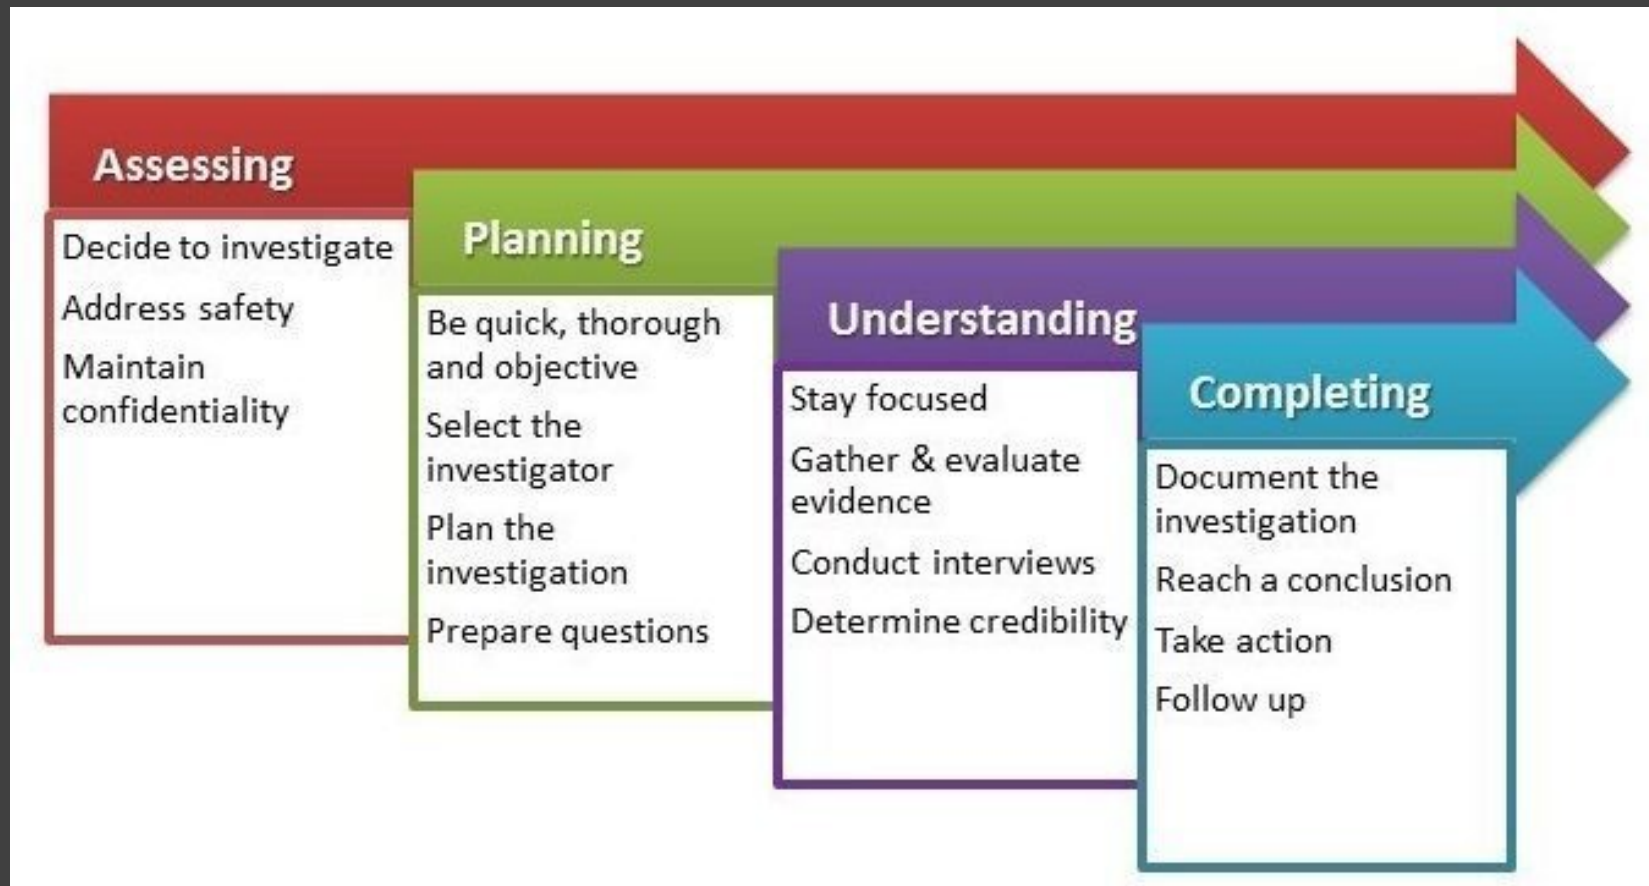 Assessing
Decide to investigate
Address safety
Maintain
confidentiality
Planning
Be quick, thorough
and objective
Select the
investigator
Plan the
investigation
Prepare questions
Understanding
Stay focused
Gather & evaluate
evidence
Conduct interviews
Determine credibility
Completing
Document the
investigation
Reach a conclusion
Take action
Follow up